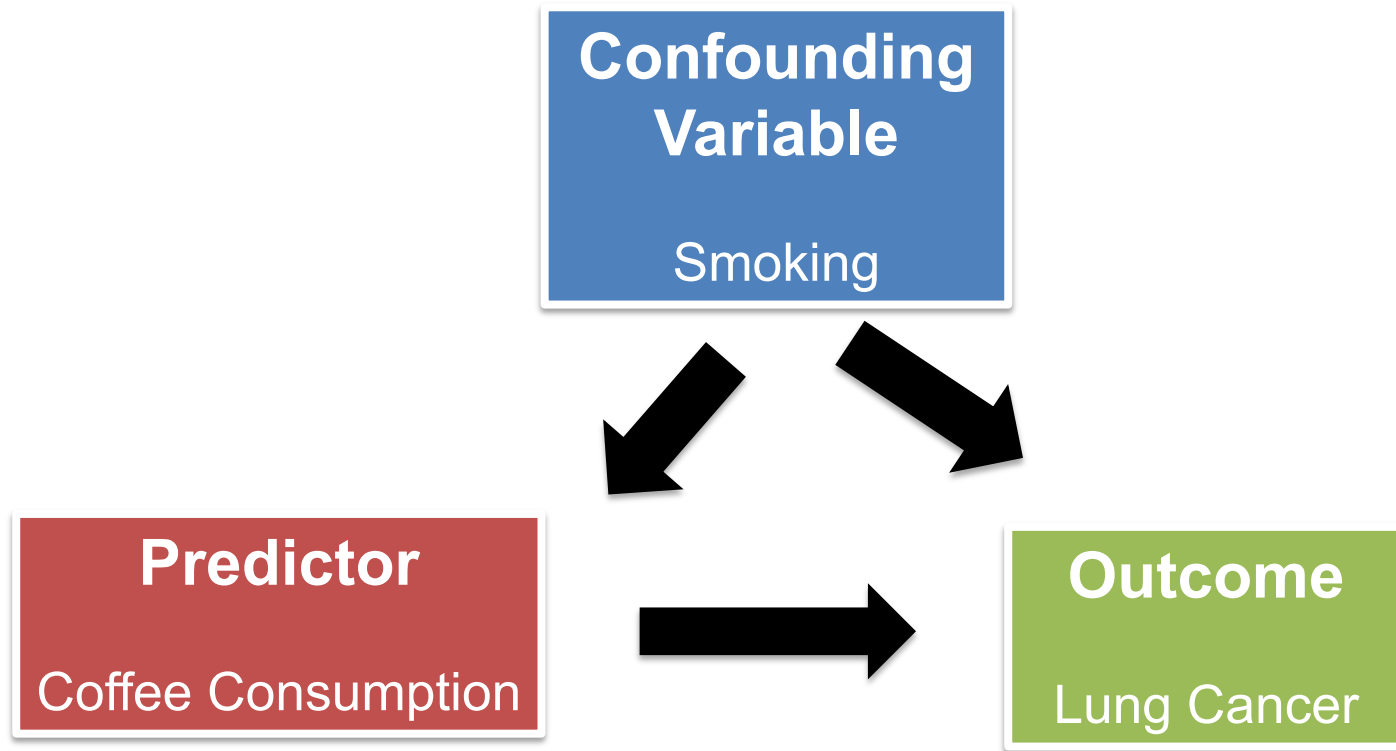 Confounding
Variable
Smoking
Predictor
Coffee Consumption
Outcome
Lung Cancer